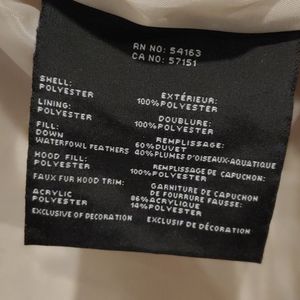 RN NO: 54163
CA NO: 57151
SHELL:
POLYESTER
LINING:
POLYESTER
FILL:
DOWN
WATERFOWL FEATHERS
HOOD FILL:
POLYESTER
FAUX FUR HOOD TRIM:
ACRYLIC
POLYESTER
EXCLUSIVE OF DECORATION
EXTÉRIEUR:
100%POLYESTER
DOUBLURE:
100%POLYESTER
REMPLISSAGE:
60%DUVET
40%PLUMES D'OISEAUX-AQUATIQUE
REMPLISSAGE DE CAPUCHON:
100%POLYESTER
GARNITURE DE CAPUCHON
DE FOURRURE FAUSSE:
86%ACRYLIQUE
14%POLYESTER
EXCLUSIF DE DÉCORATION